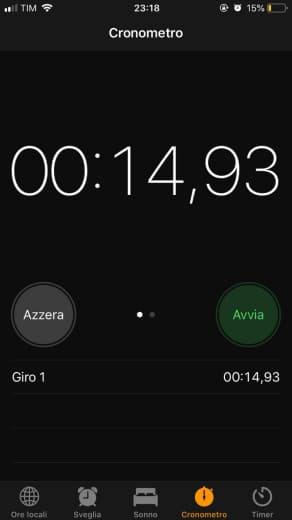 TIM 23:18 15%
Cronometro
00:14,93
Azzera Avvia
Giro 1 00:14,93
Ore locali Sveglia Sonno Cronometro Timer